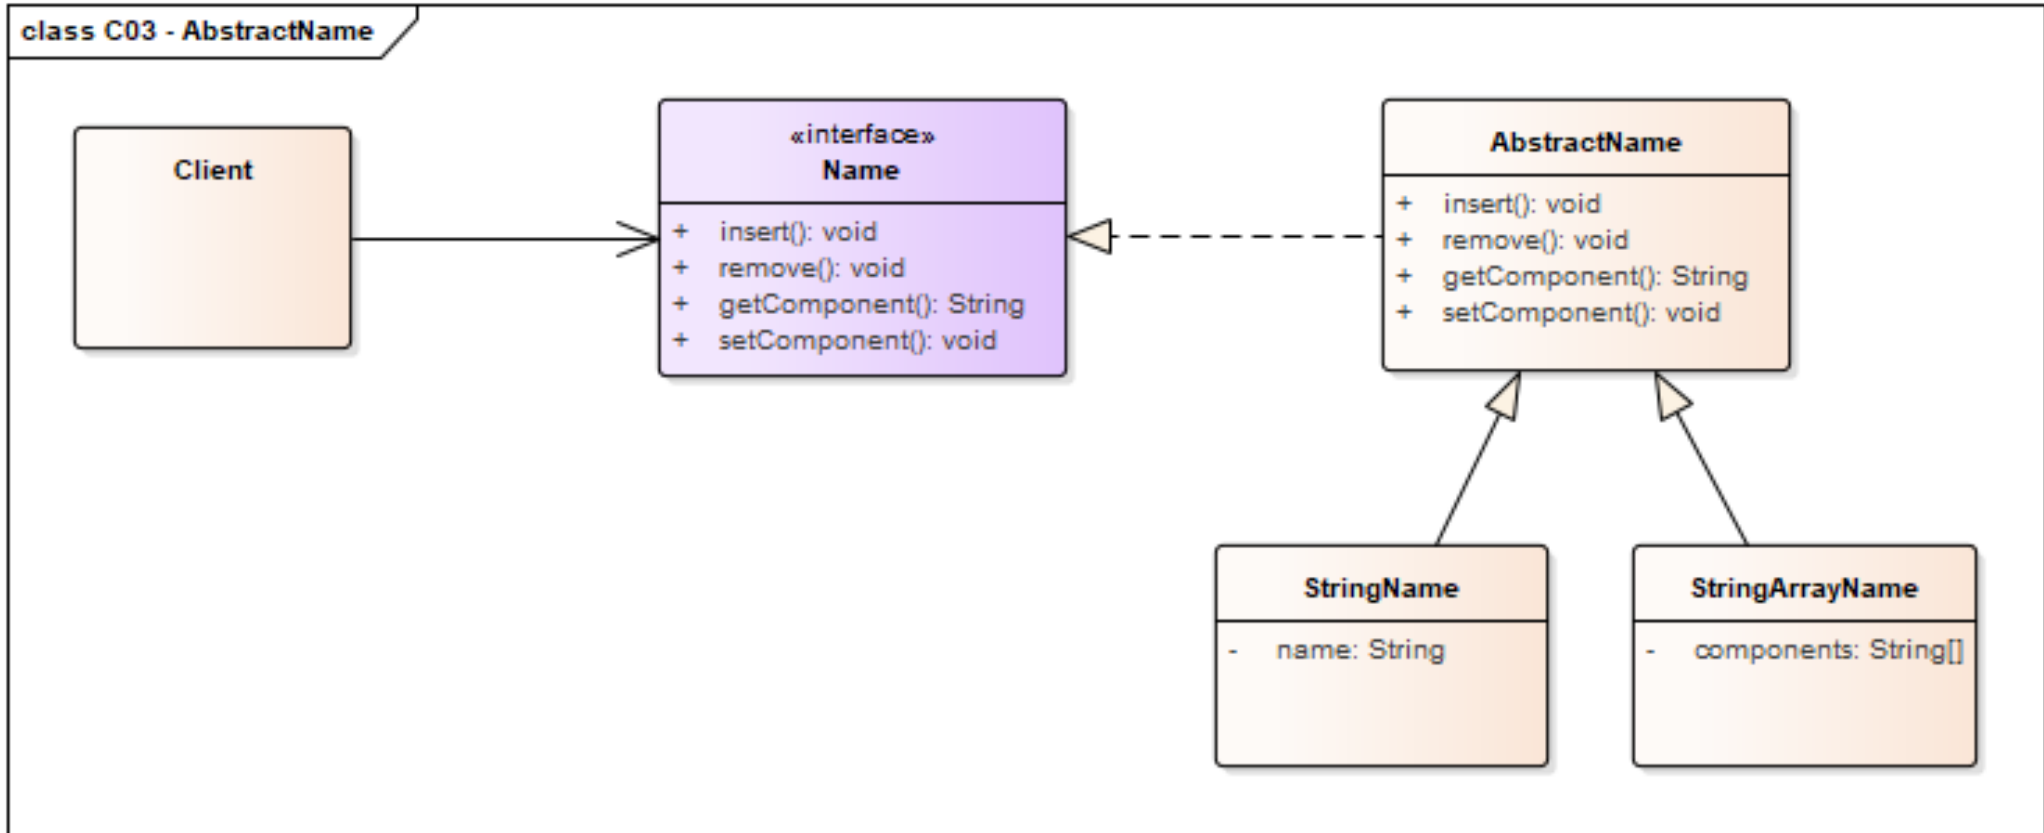 class C03 - AbstractName
Client
«interface»
Name
+ insert(): void
+ remove(): void
+ getComponent(): String
+ setComponent(): void
AbstractName
+ insert(): void
+ remove(): void
+ getComponent(): String
+ setComponent(): void
StringName
- name: String
StringArrayName
- components: String[]